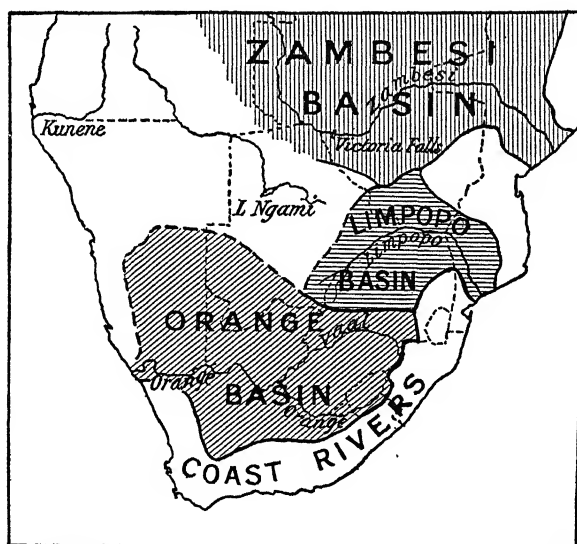 ZAMBESI
Zambesi
BASIN
Kunene
Victoria Falls
L Ngami
LIMPOPO
Limpopo
BASIN
ORANGE
Vaal
Orange
BASIN
Orange
COAST RIVERS